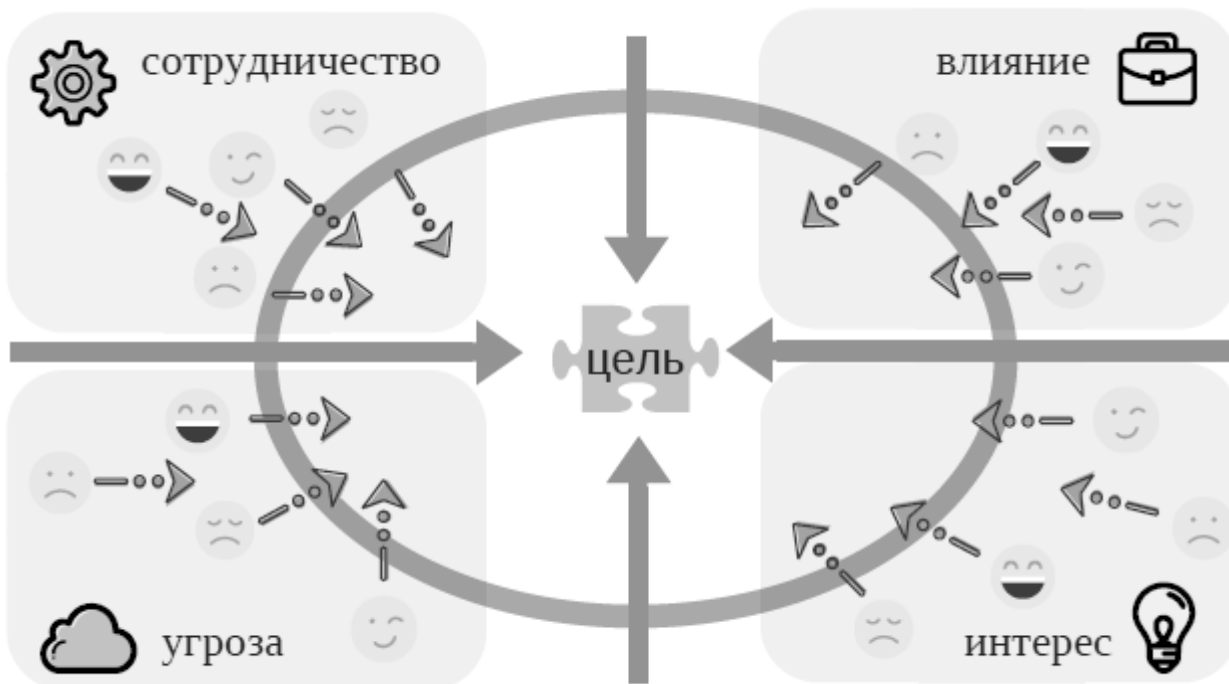 сотрудничество
влияние
цель
угроза
интерес